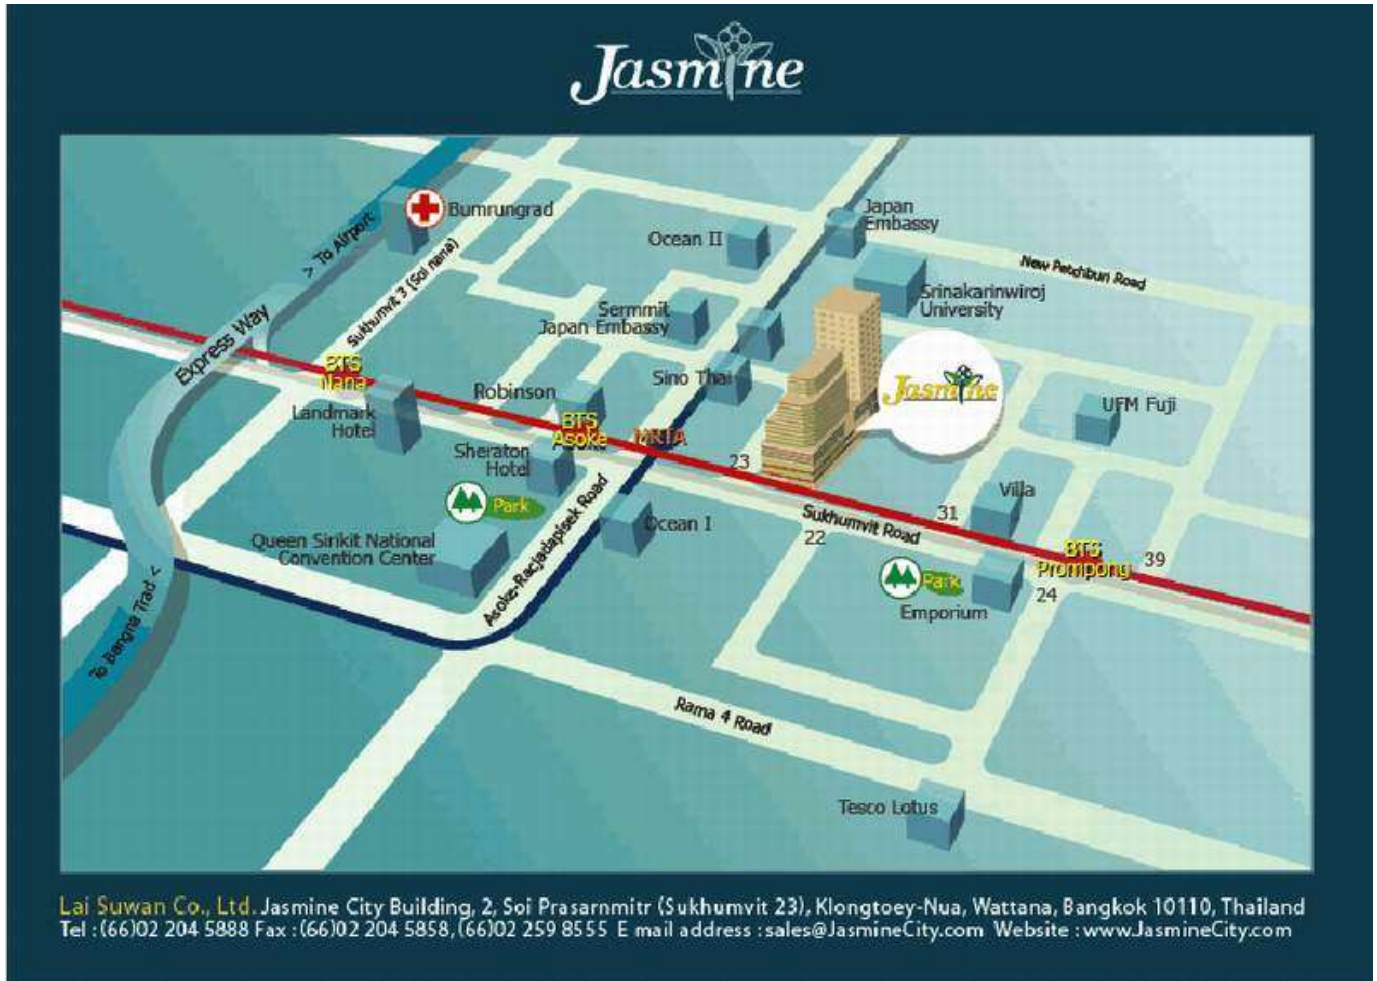 Jasmine
Bumrungrad
> To Airport
Sukhumvit 3 (Soi nana)
Express Way
Ocean II
Japan
Embassy
New Petchburi Road
Srinakarinwiroj
University
Sermmit
Japan Embassy
Sino Thai
Jasmine
UFM Fuji
BTS
Nana
Landmark
Hotel
Robinson
BTS
Asoke
MRTA
Sheraton
Hotel
23
Park
Ocean I
Asoke-Racjadapisek Road
Queen Sirikit National
Convention Center
Sukhumvit Road
22
31
Villa
BTS
Prompong
39
24
Park
Emporium
To Bangna Trad <
Rama 4 Road
Tesco Lotus
Lai Suwan Co., Ltd. Jasmine City Building, 2, Soi Prasarnmitr (Sukhumvit 23), Klongtoey-Nua, Wattana, Bangkok 10110, Thailand
Tel :(66)02 204 5888 Fax :(66)02 204 5858, (66)02 259 8555 E mail address :sales@JasmineCity.com Website :www.JasmineCity.com